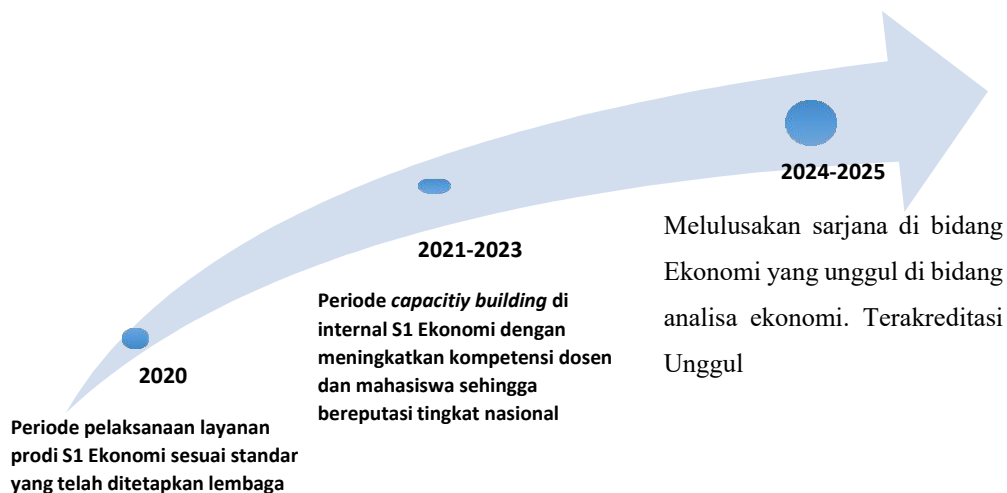 2020
Periode pelaksanaan layanan
prodi S1 Ekonomi sesuai standar
yang telah ditetapkan lembaga
2021-2023
Periode capacitiy building di
internal S1 Ekonomi dengan
meningkatkan kompetensi dosen
dan mahasiswa sehingga
bereputasi tingkat nasional
2024-2025
Melulusakan sarjana di bidang
Ekonomi yang unggul di bidang
analisa ekonomi. Terakreditasi
Unggul